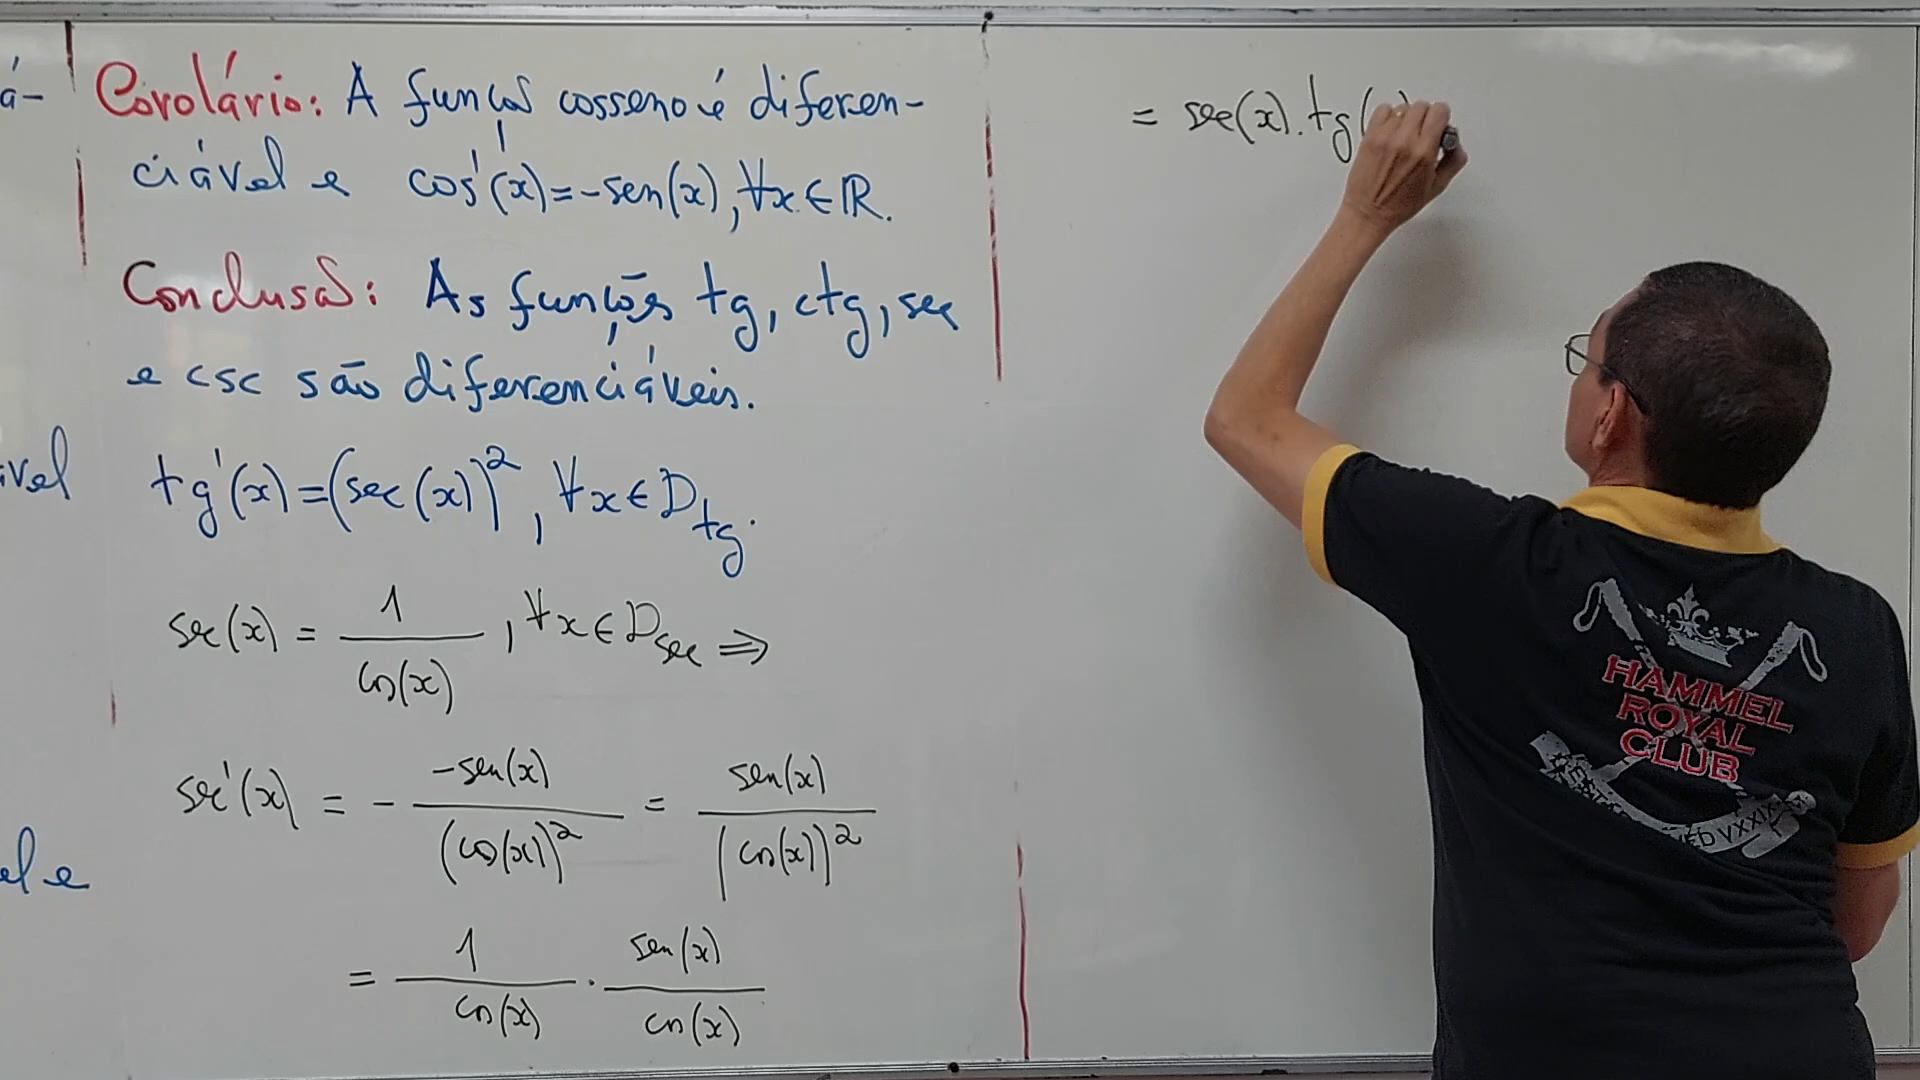 á-
Corolário: A função cosseno é diferen-
ciável e cos'(x)=-sen(x), ∀x ∈ ℝ.
Conclusão: As funções tg, ctg, sec
e csc são diferenciáveis.
ável
tg'(x)=(sec(x))², ∀x ∈ D_tg.
sec(x) = 1/cos(x), ∀x ∈ D_sec ⇒
sec'(x) = - -sen(x)/(cos(x))² = sen(x)/(cos(x))²
el e
= 1/cos(x) · sen(x)/cos(x)
= sec(x).tg(
HAMMEL
ROYAL
CLUB